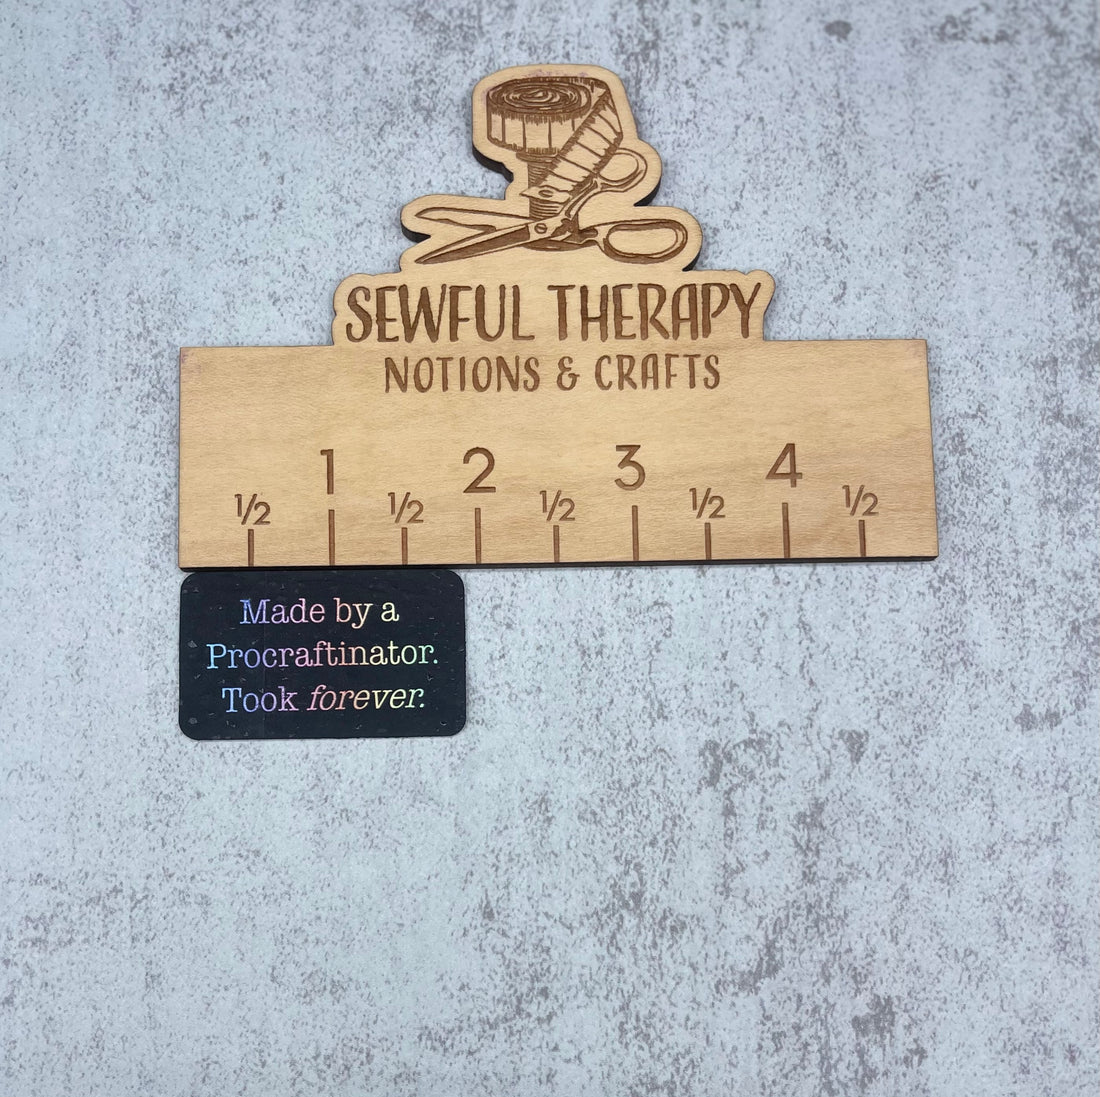 SEWFUL THERAPY
NOTIONS & CRAFTS
1 2 3 4
½ ½ ½ ½ ½
Made by a
Procraftinator.
Took forever.